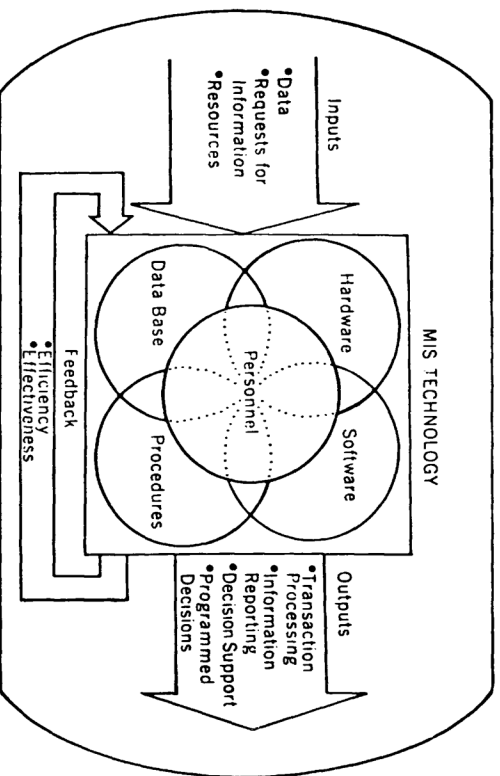 MIS TECHNOLOGY
Inputs
•Data
•Requests for
Information
•Resources
Hardware
Software
Personnel
Data Base
Procedures
Outputs
•Transaction
Processing
•Information
Reporting
•Decision Support
•Programmed
Decisions
Feedback
•Efficiency
•Effectiveness